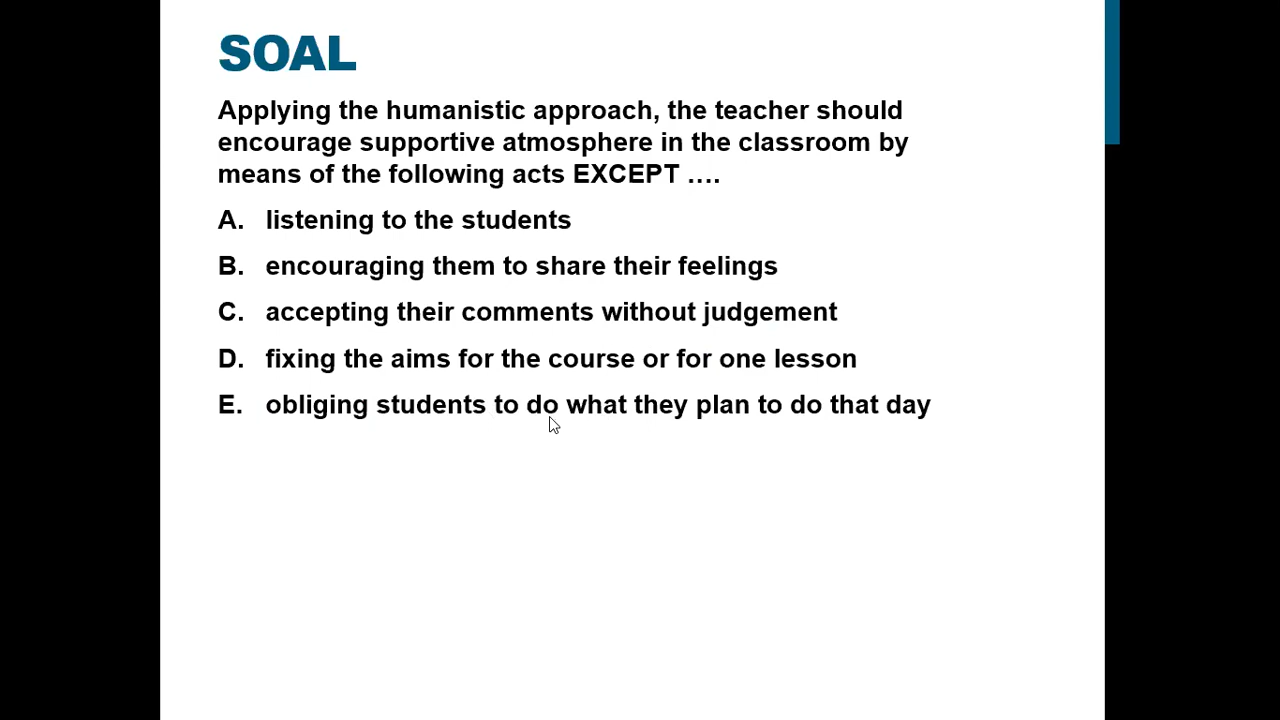 SOAL
Applying the humanistic approach, the teacher should
encourage supportive atmosphere in the classroom by
means of the following acts EXCEPT ….
A. listening to the students
B. encouraging them to share their feelings
C. accepting their comments without judgement
D. fixing the aims for the course or for one lesson
E. obliging students to do what they plan to do that day